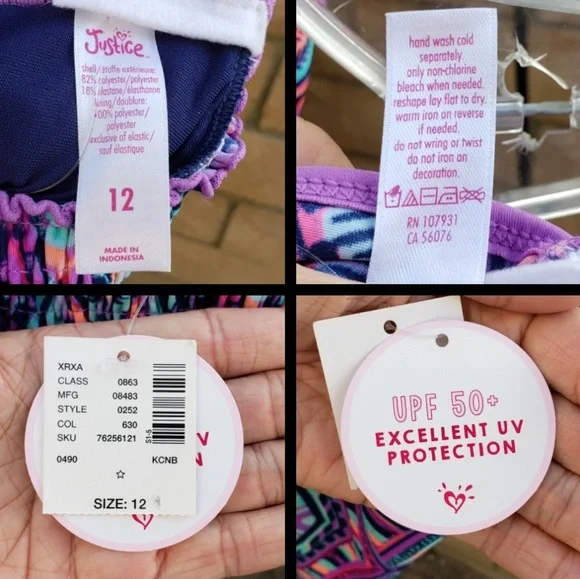 Justice
shell/étoffe extérieure:
82% polyester/polyester
18% elastane/élasthanne
lining/doublure:
100% polyester/
polyester
exclusive of elastic/
sauf élastique
12
MADE IN
INDONESIA
hand wash cold
separately.
only non-chlorine
bleach when needed.
reshape lay flat to dry.
warm iron on reverse
if needed.
do not wring or twist
do not iron on
decoration.
RN 107931
CA 56076
XRXA
CLASS 0863
MFG 08483
STYLE 0252
COL 630
SKU 76256121
S1-5
0490 KCNB
SIZE: 12
V
N
UPF 50+
EXCELLENT UV
PROTECTION